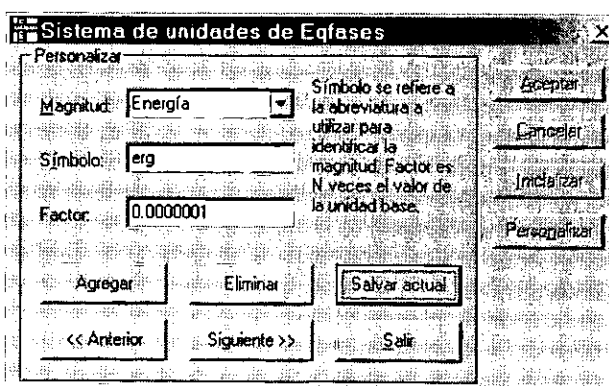 Sistema de unidades de Eqfases
Personalizar
Magnitud: Energía
Símbolo: erg
Factor: 0.0000001
Símbolo se refiere a
la abreviatura a
utilizar para
identificar la
magnitud. Factor es
N veces el valor de
la unidad base.
Agregar
Eliminar
Salvar actual
<< Anterior
Siguiente >>
Salir
Aceptar
Cancelar
Inicializar
Personalizar